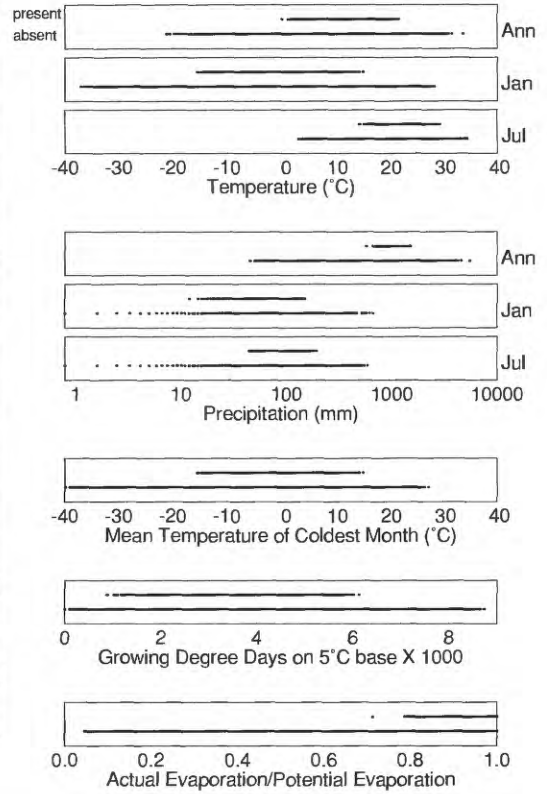 present
absent
Ann
Jan
Jul
-40 -30 -20 -10 0 10 20 30 40
Temperature (˚C)
Ann
Jan
Jul
1 10 100 1000 10000
Precipitation (mm)
-40 -30 -20 -10 0 10 20 30 40
Mean Temperature of Coldest Month (˚C)
0 2 4 6 8
Growing Degree Days on 5˚C base X 1000
0.0 0.2 0.4 0.6 0.8 1.0
Actual Evaporation/Potential Evaporation